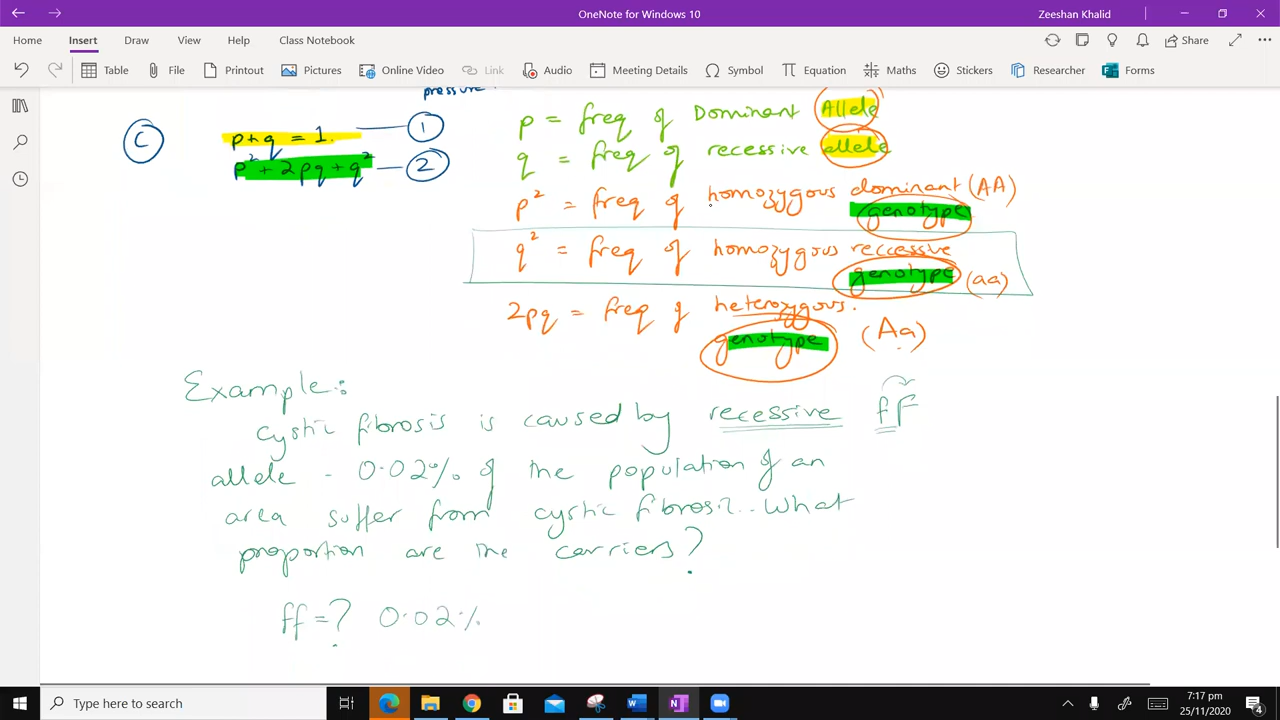 OneNote for Windows 10
Zeeshan Khalid
Home Insert Draw View Help Class Notebook
Share
Table File Printout Pictures Online Video Link Audio Meeting Details Symbol Equation Maths Stickers Researcher Forms
pressure.
C
p+q = 1. 1
p² + 2pq + q² 2
p = freq of Dominant Allele
q = freq of recessive allele
p² = freq of homozygous dominant (AA)
genotype
q² = freq of homozygous reccessive
genotype (aa)
2pq = freq of heterozygous.
genotype (Aa)
Example:
Cystic fibrosis is caused by recessive fF
allele - 0.02% of the population of an
area suffer from cystic fibrosis. What
proportion are the carriers?
ff = ? 0.02%
Type here to search
7:17 pm
25/11/2020
4